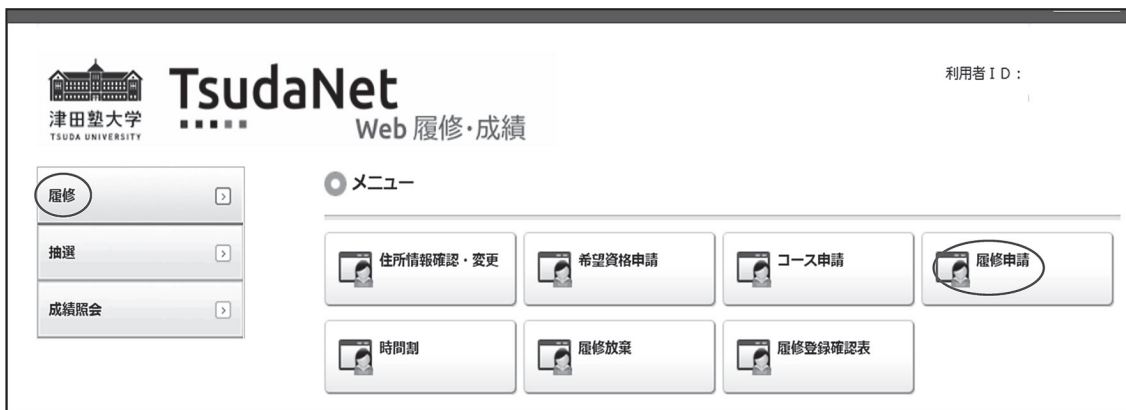 津田塾大学
TSUDA UNIVERSITY
TsudaNet
Web 履修･成績
利用者ＩＤ：
履修
抽選
成績照会
メニュー
住所情報確認・変更
希望資格申請
コース申請
履修申請
時間割
履修放棄
履修登録確認表